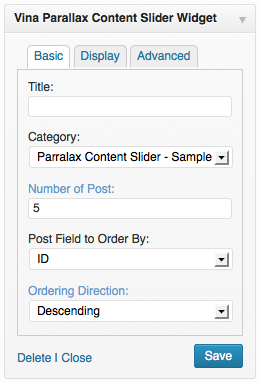 Vina Parallax Content Slider Widget
Basic Display Advanced
Title:
Category:
Parralax Content Slider - Sample
Number of Post:
5
Post Field to Order By:
ID
Ordering Direction:
Descending
Delete | Close Save